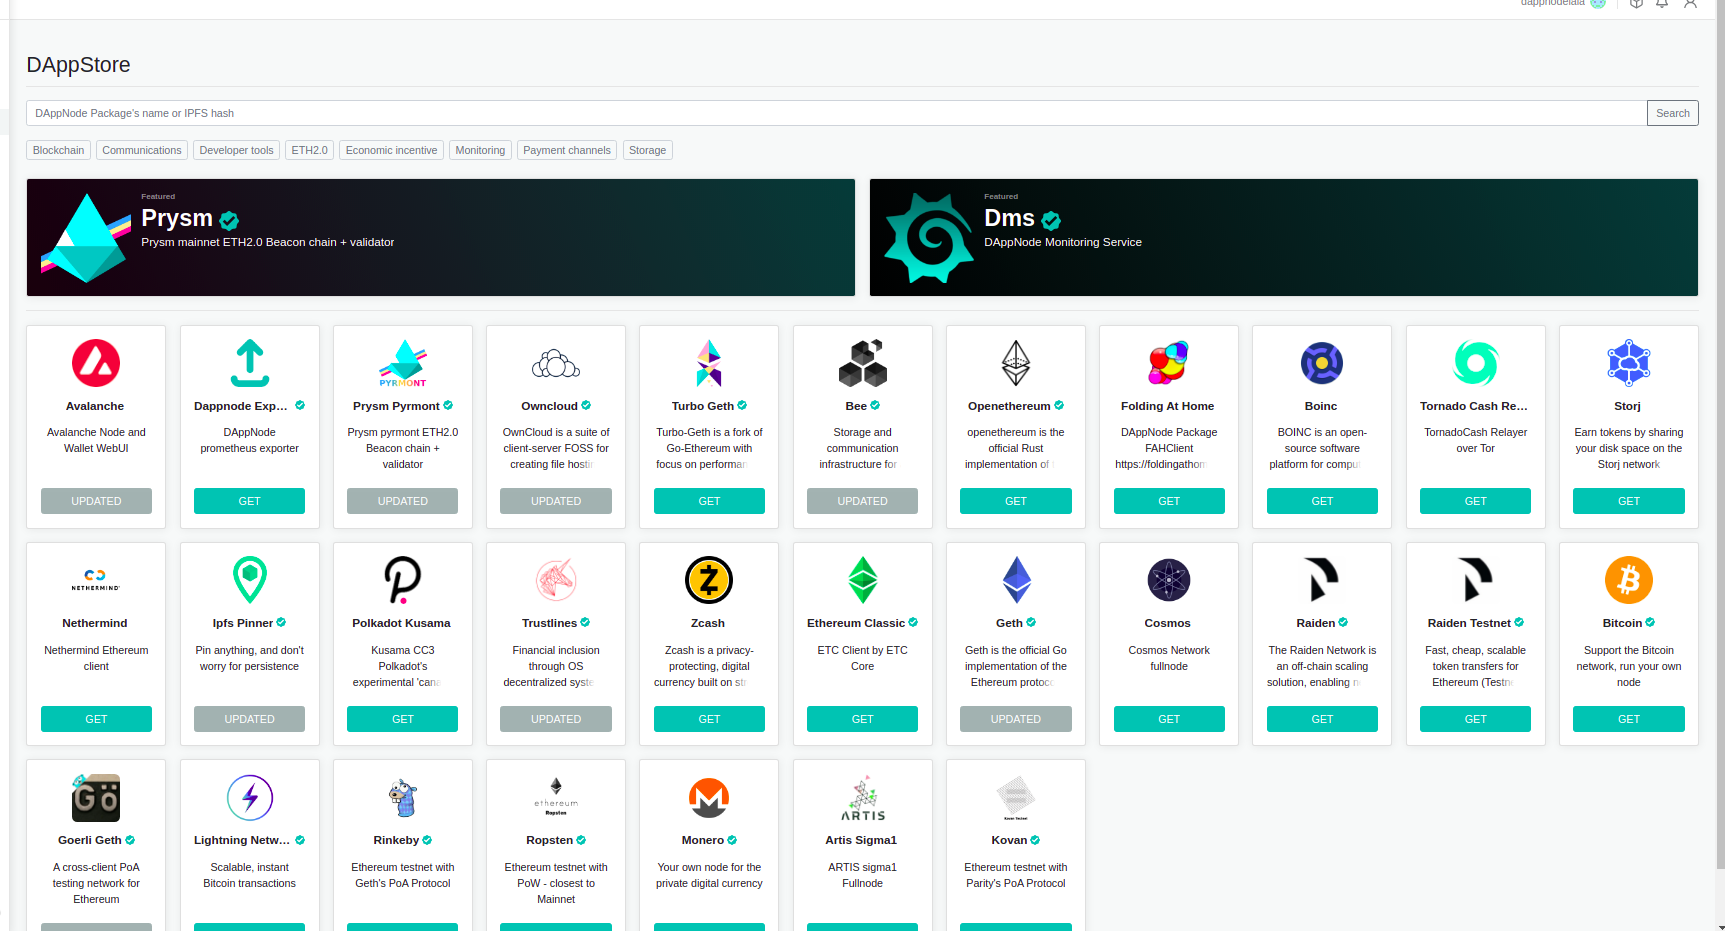 dappnodelala
DAppStore
DAppNode Package's name or IPFS hash
Search
Blockchain
Communications
Developer tools
ETH2.0
Economic incentive
Monitoring
Payment channels
Storage
Featured
Prysm
Prysm mainnet ETH2.0 Beacon chain + validator
Featured
Dms
DAppNode Monitoring Service
Avalanche
Avalanche Node and
Wallet WebUI
UPDATED
Dappnode Exp...
DAppNode
prometheus exporter
GET
PYRMONT
Prysm Pyrmont
Prysm pyrmont ETH2.0
Beacon chain +
validator
UPDATED
Owncloud
OwnCloud is a suite of
client-server FOSS for
creating file hostin
UPDATED
Turbo Geth
Turbo-Geth is a fork of
Go-Ethereum with
focus on performan
GET
Bee
Storage and
communication
infrastructure for
UPDATED
Openethereum
openethereum is the
official Rust
implementation of
GET
Folding At Home
DAppNode Package
FAHClient
https://foldingathom
GET
Boinc
BOINC is an open-
source software
platform for comput
GET
Tornado Cash Re...
TornadoCash Relayer
over Tor
GET
Storj
Earn tokens by sharing
your disk space on the
Storj network
GET
NETHERMIND
Nethermind
Nethermind Ethereum
client
GET
Ipfs Pinner
Pin anything, and don't
worry for persistence
UPDATED
Polkadot Kusama
Kusama CC3
Polkadot's
experimental 'cana
GET
Trustlines
Financial inclusion
through OS
decentralized syste
UPDATED
Zcash
Zcash is a privacy-
protecting, digital
currency built on str
GET
Ethereum Classic
ETC Client by ETC
Core
GET
Geth
Geth is the official Go
implementation of the
Ethereum protoco
UPDATED
Cosmos
Cosmos Network
fullnode
GET
Raiden
The Raiden Network is
an off-chain scaling
solution, enabling n
GET
Raiden Testnet
Fast, cheap, scalable
token transfers for
Ethereum (Testne
GET
Bitcoin
Support the Bitcoin
network, run your own
node
GET
Gö
Goerli Geth
A cross-client PoA
testing network for
Ethereum
Lightning Netw...
Scalable, instant
Bitcoin transactions
Rinkeby
Ethereum testnet with
Geth's PoA Protocol
ethereum
Ropsten
Ropsten
Ethereum testnet with
PoW - closest to
Mainnet
Monero
Your own node for the
private digital currency
ARTIS
Artis Sigma1
ARTIS sigma1
Fullnode
Kovan Testnet
Kovan
Ethereum testnet with
Parity's PoA Protocol